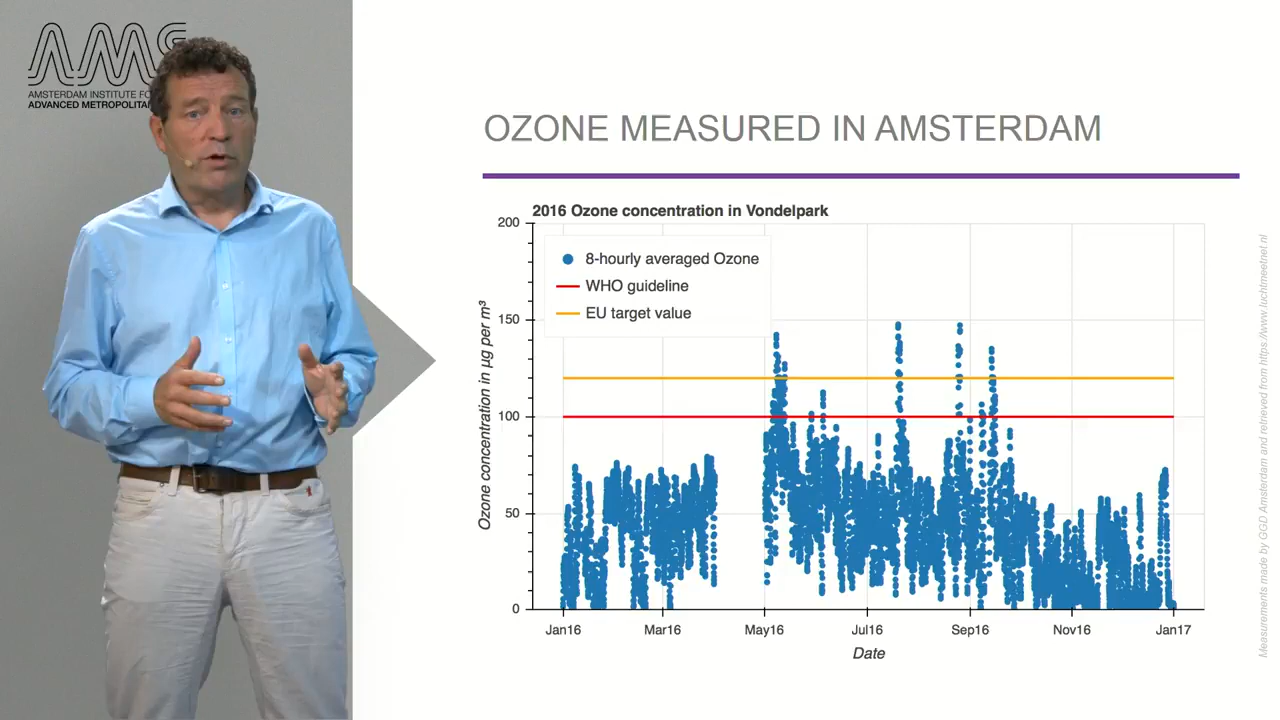 AMS
AMSTERDAM INSTITUTE FO
ADVANCED METROPOLITA
OZONE MEASURED IN AMSTERDAM
2016 Ozone concentration in Vondelpark
8-hourly averaged Ozone
WHO guideline
EU target value
200
150
100
50
0
Ozone concentration in µg per m³
Jan16
Mar16
May16
Jul16
Sep16
Nov16
Jan17
Date
Measurements made by GGD Amsterdam and retrieved from https://www.luchtmeetnet.nl